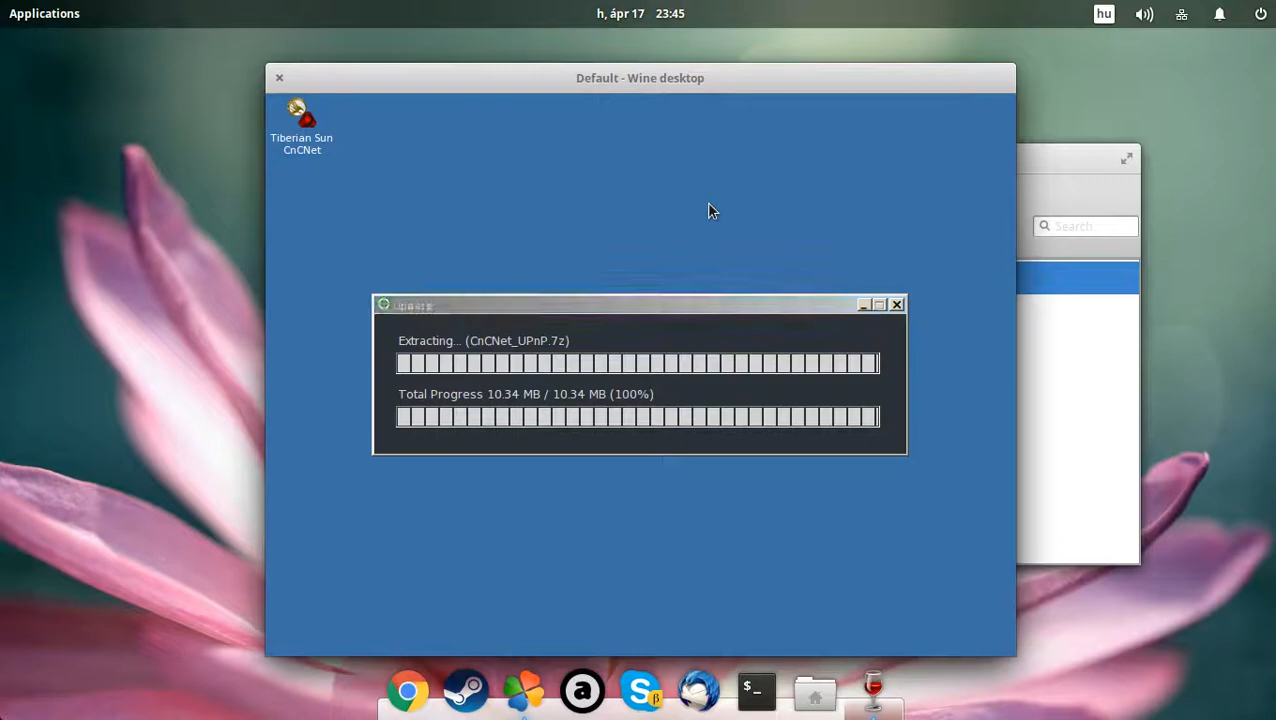 Applications
h, ápr 17 23:45
hu
Default - Wine desktop
Tiberian Sun
CnCNet
Search
Extracting... (CnCNet_UPnP.7z)
Total Progress 10.34 MB / 10.34 MB (100%)
a
S β
$_